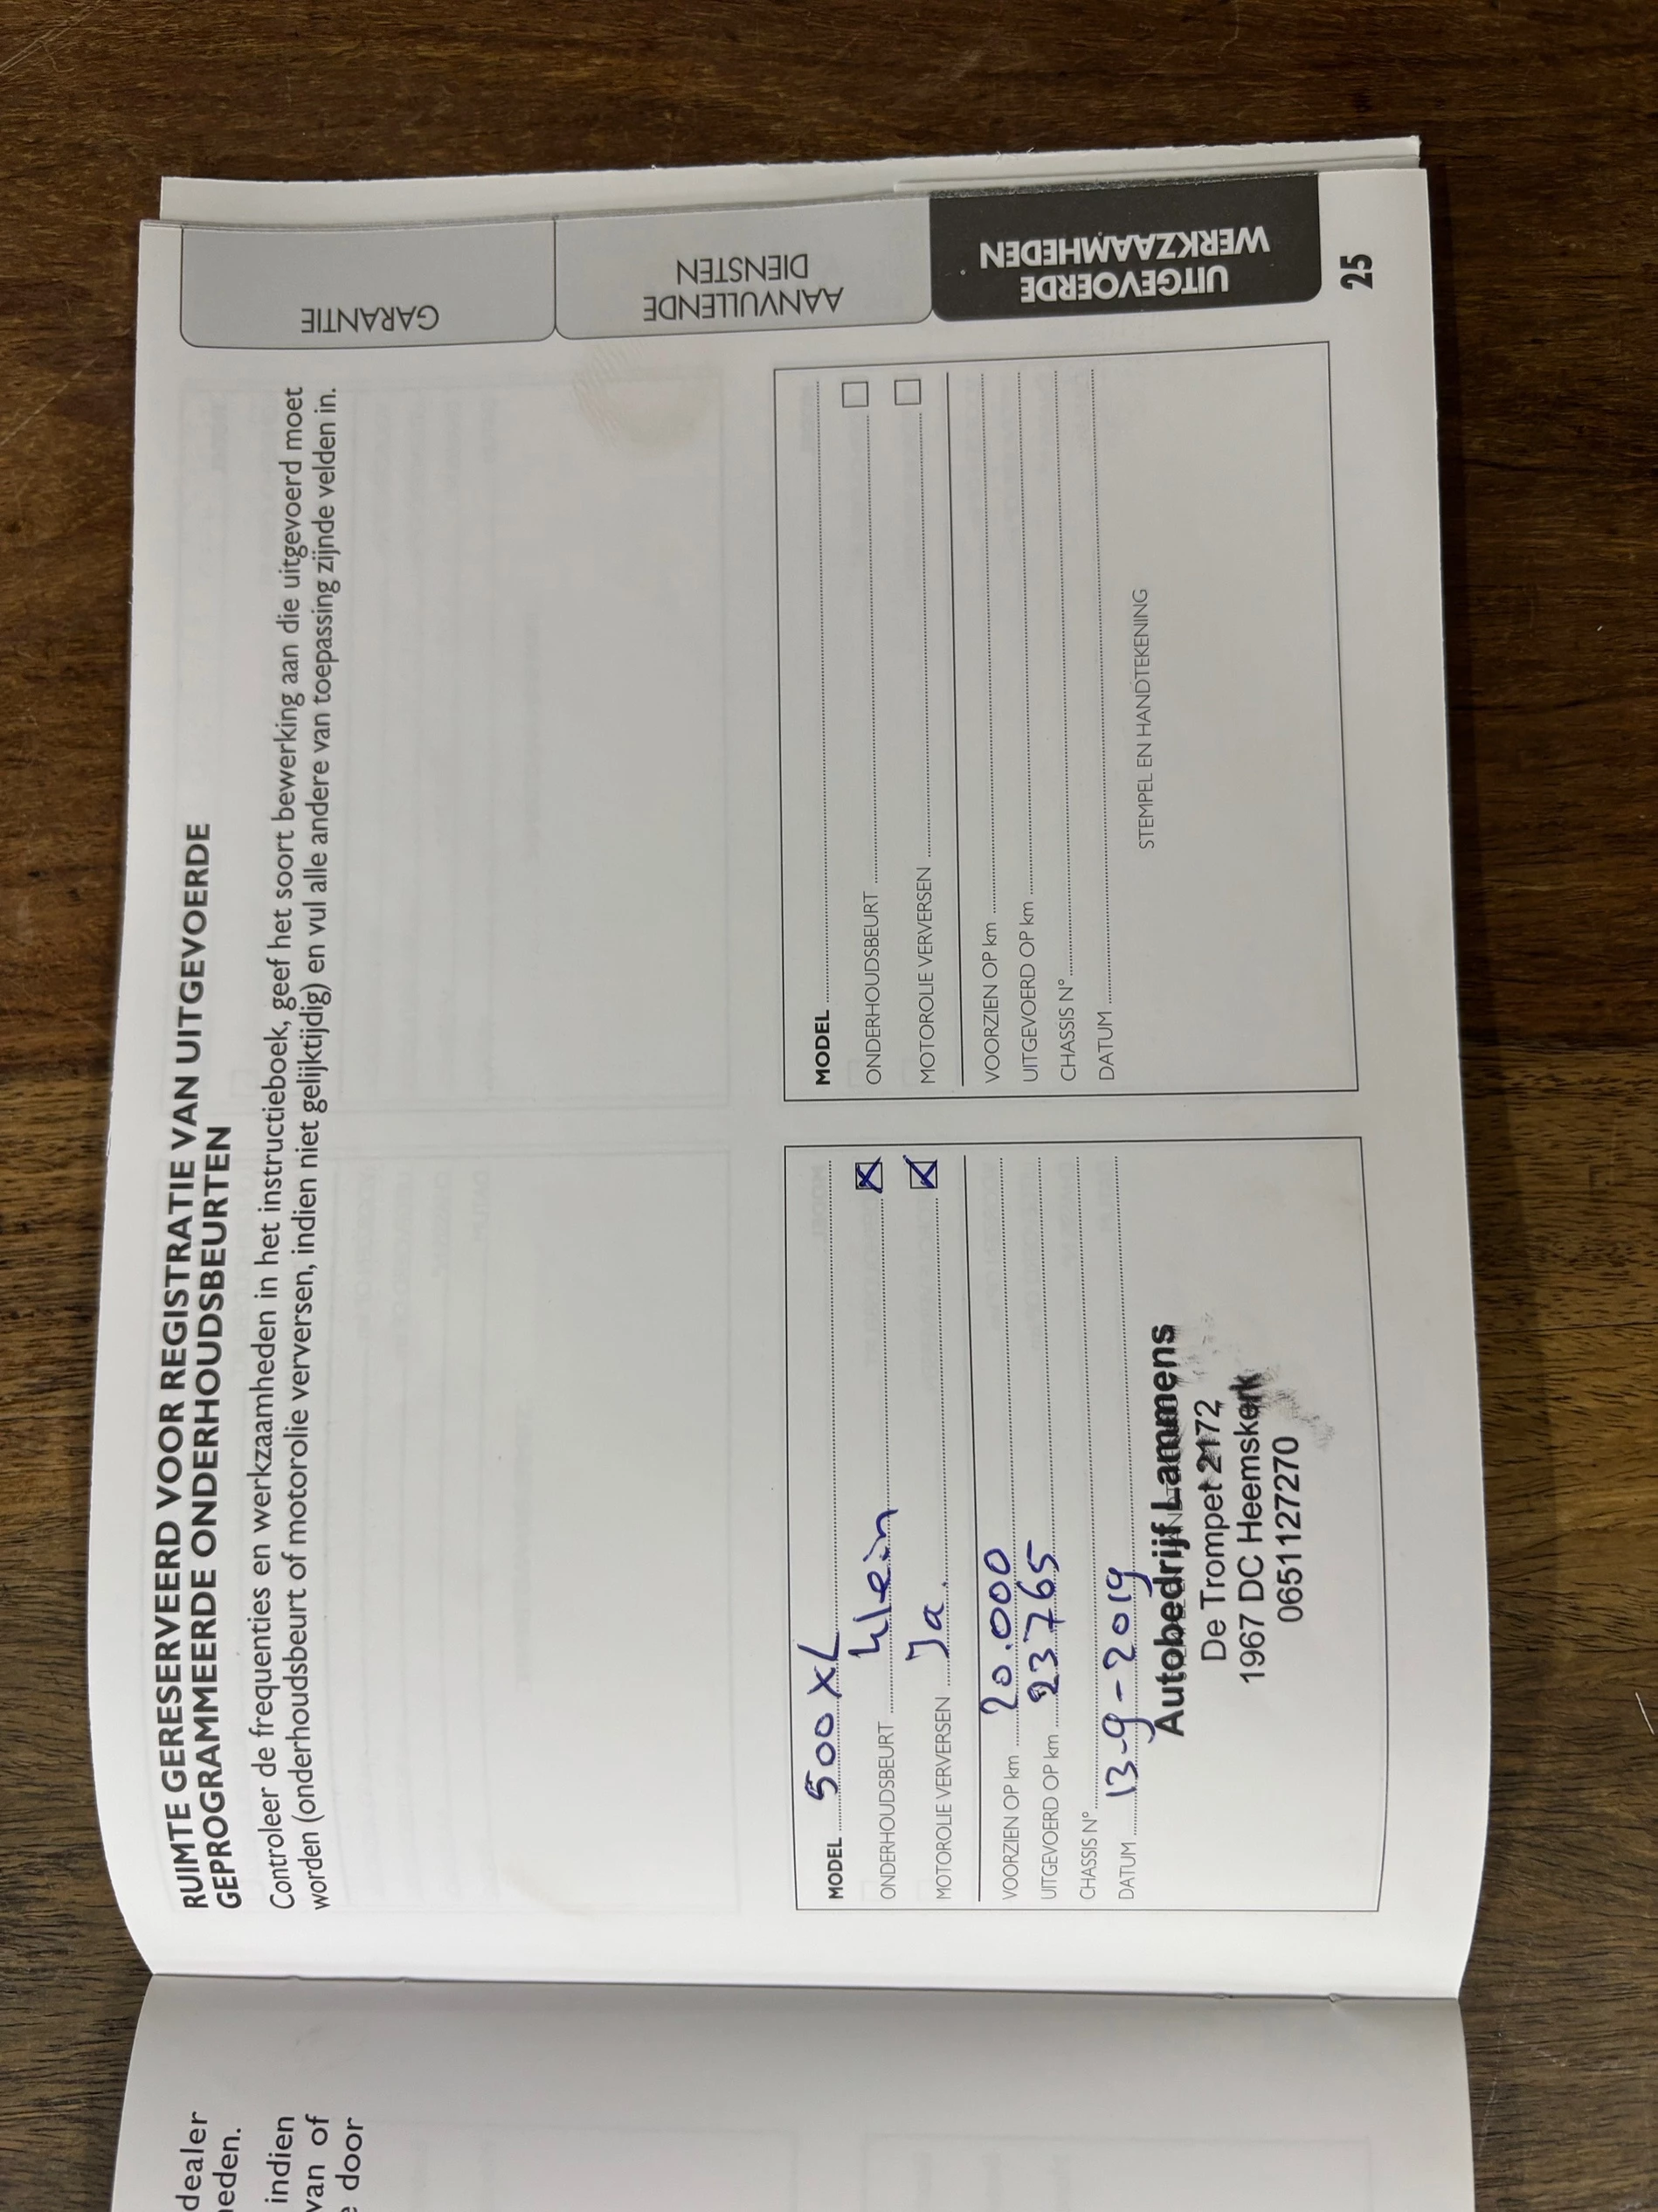 RUIMTE GERESERVEERD VOOR REGISTRATIE VAN UITGEVOERDE
GEPROGRAMMEERDE ONDERHOUDSBEURTEN
Controleer de frequenties en werkzaamheden in het instructieboek, geef het soort bewerking aan die uitgevoerd moet
worden (onderhoudsbeurt of motorolie verversen, indien niet gelijktijdig) en vul alle andere van toepassing zijnde velden in.
MODEL 500 XL
ONDERHOUDSBEURT klein
MOTOROLIE VERVERSEN Ja.
VOORZIEN OP km 20.000
UITGEVOERD OP km 23765
CHASSIS N°
DATUM 13-9-2019
Autobedrijf Lammens
De Trompet 2172
1967 DC Heemskerk
0651127270
MODEL
ONDERHOUDSBEURT
MOTOROLIE VERVERSEN
VOORZIEN OP km
UITGEVOERD OP km
CHASSIS N°
DATUM
STEMPEL EN HANDTEKENING
GARANTIE
AANVULLENDE
DIENSTEN
UITGEVOERDE
WERKZAAMHEDEN
25
dealer
eden.
indien
van of
door